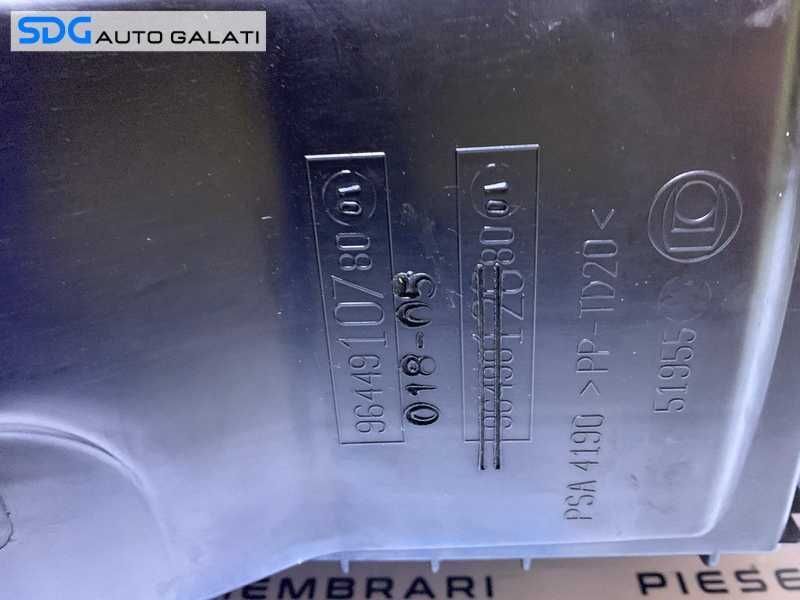 SDG AUTO GALATI
9644910780 01
018-05
80 01
PSA 4190 >PP-TD20<
51955
EMBRARI
PIESE